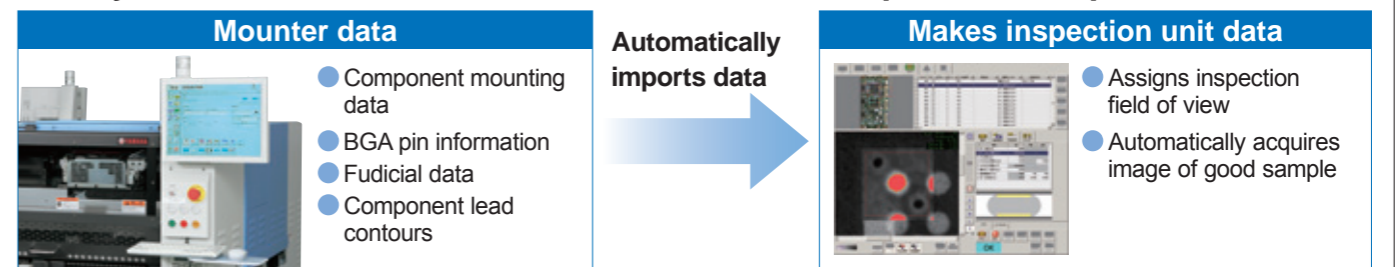 Mounter data
Component mounting
data
BGA pin information
Fudicial data
Component lead
contours
Automatically
imports data
Makes inspection unit data
Assigns inspection
field of view
Automatically acquires
image of good sample
OK